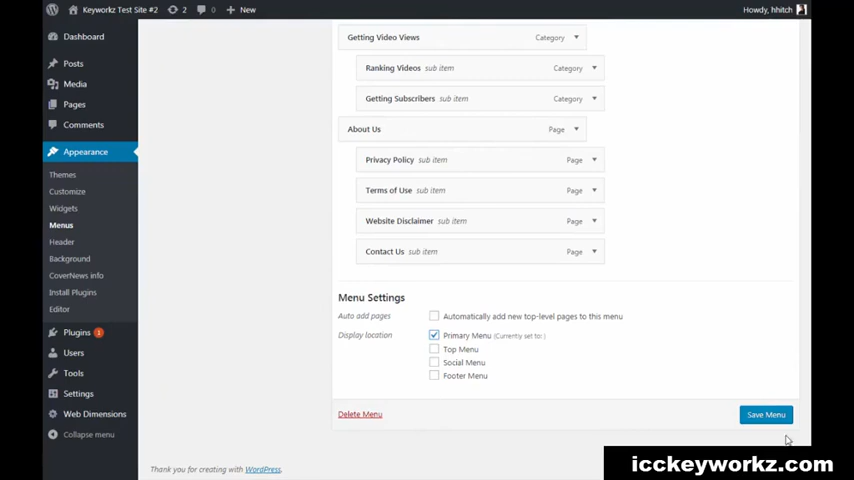 Keyworkz Test Site #2 2 0 New Howdy, hhitch
Dashboard
Posts
Media
Pages
Comments
Appearance
Themes
Customize
Widgets
Menus
Header
Background
CoverNews info
Install Plugins
Editor
Plugins 1
Users
Tools
Settings
Web Dimensions
Collapse menu
Getting Video Views Category
Ranking Videos sub item Category
Getting Subscribers sub item Category
About Us Page
Privacy Policy sub item Page
Terms of Use sub item Page
Website Disclaimer sub item Page
Contact Us sub item Page
Menu Settings
Auto add pages Automatically add new top-level pages to this menu
Display location Primary Menu (Currently set to: )
Top Menu
Social Menu
Footer Menu
Delete Menu Save Menu
Thank you for creating with WordPress.
icckeyworkz.com